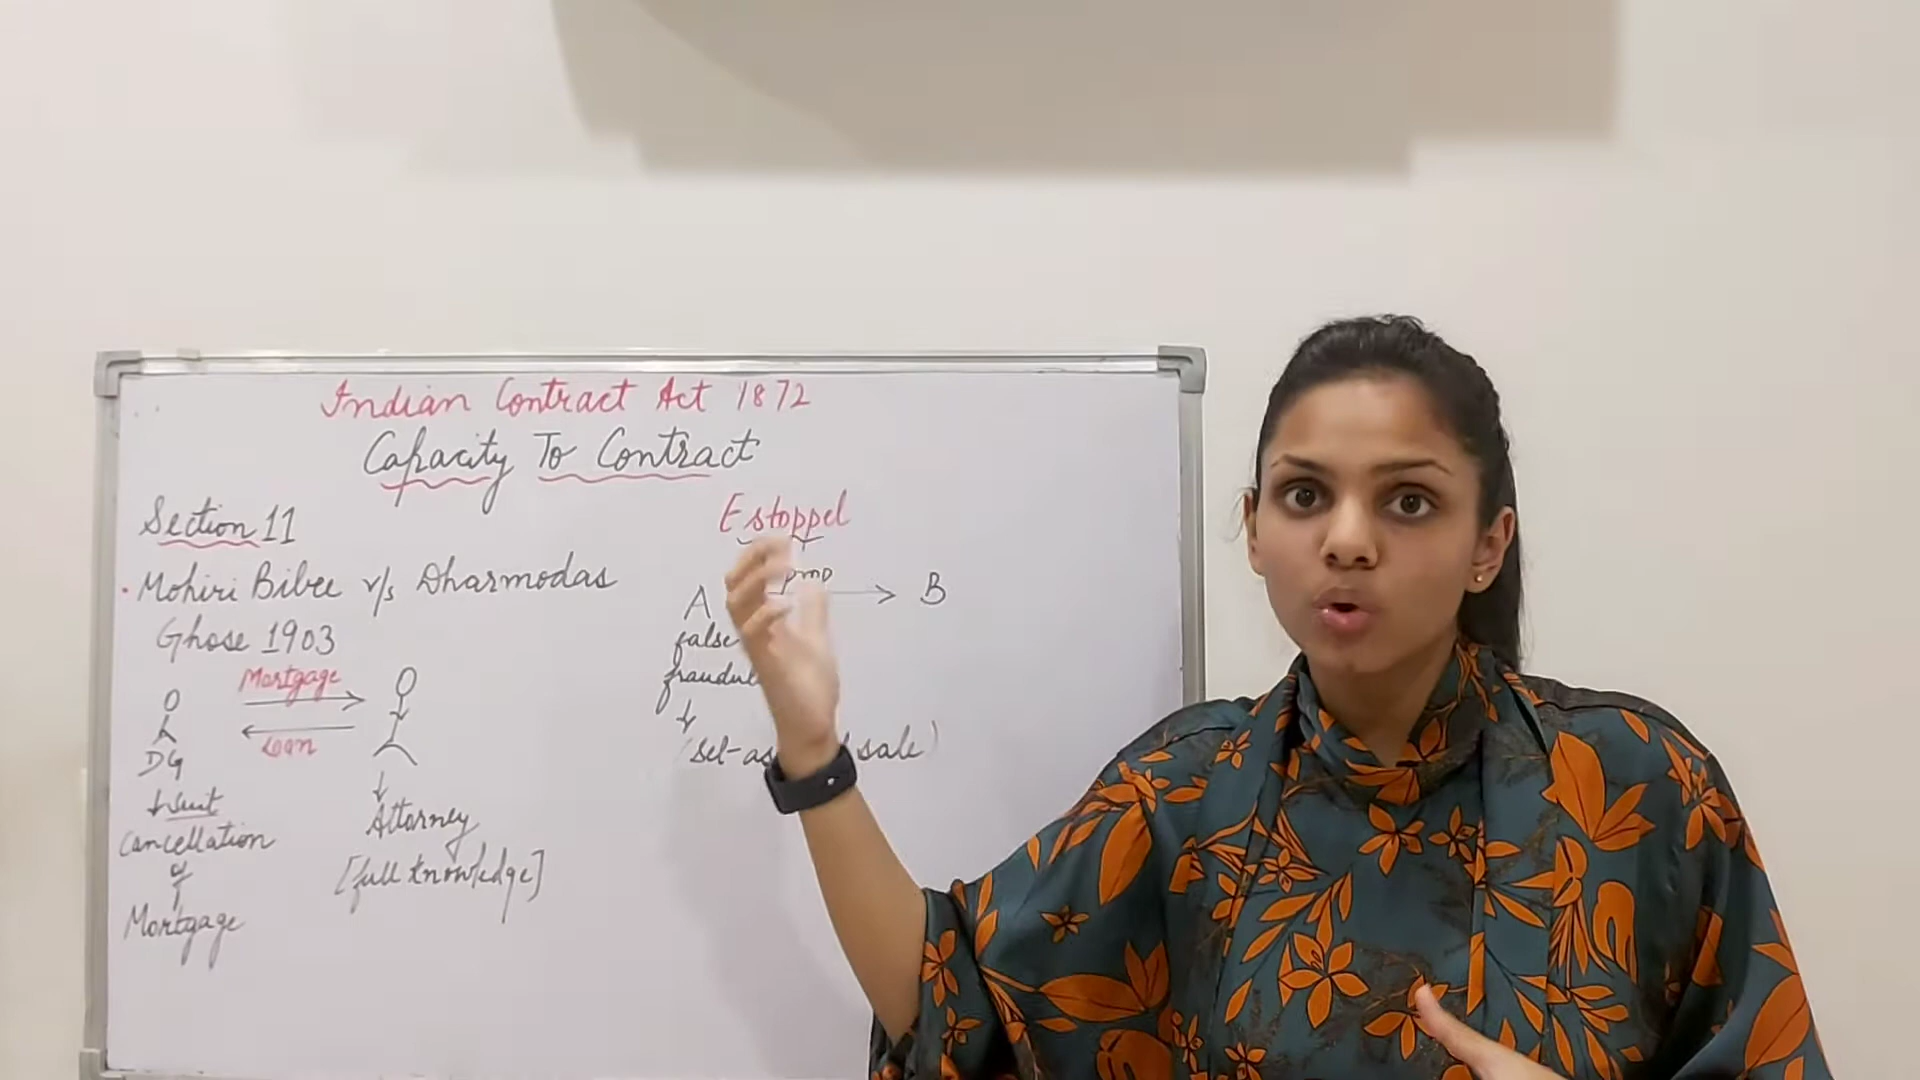 Indian Contract Act 1872
Capacity To Contract
Section 11
Mohiri Bibee v/s Dharmodas
Ghose 1903
Mortgage
Loan
DG
Suit
Cancellation
of
Mortgage
Attorney
[full knowledge]
Estoppel
A
B
false
sale)